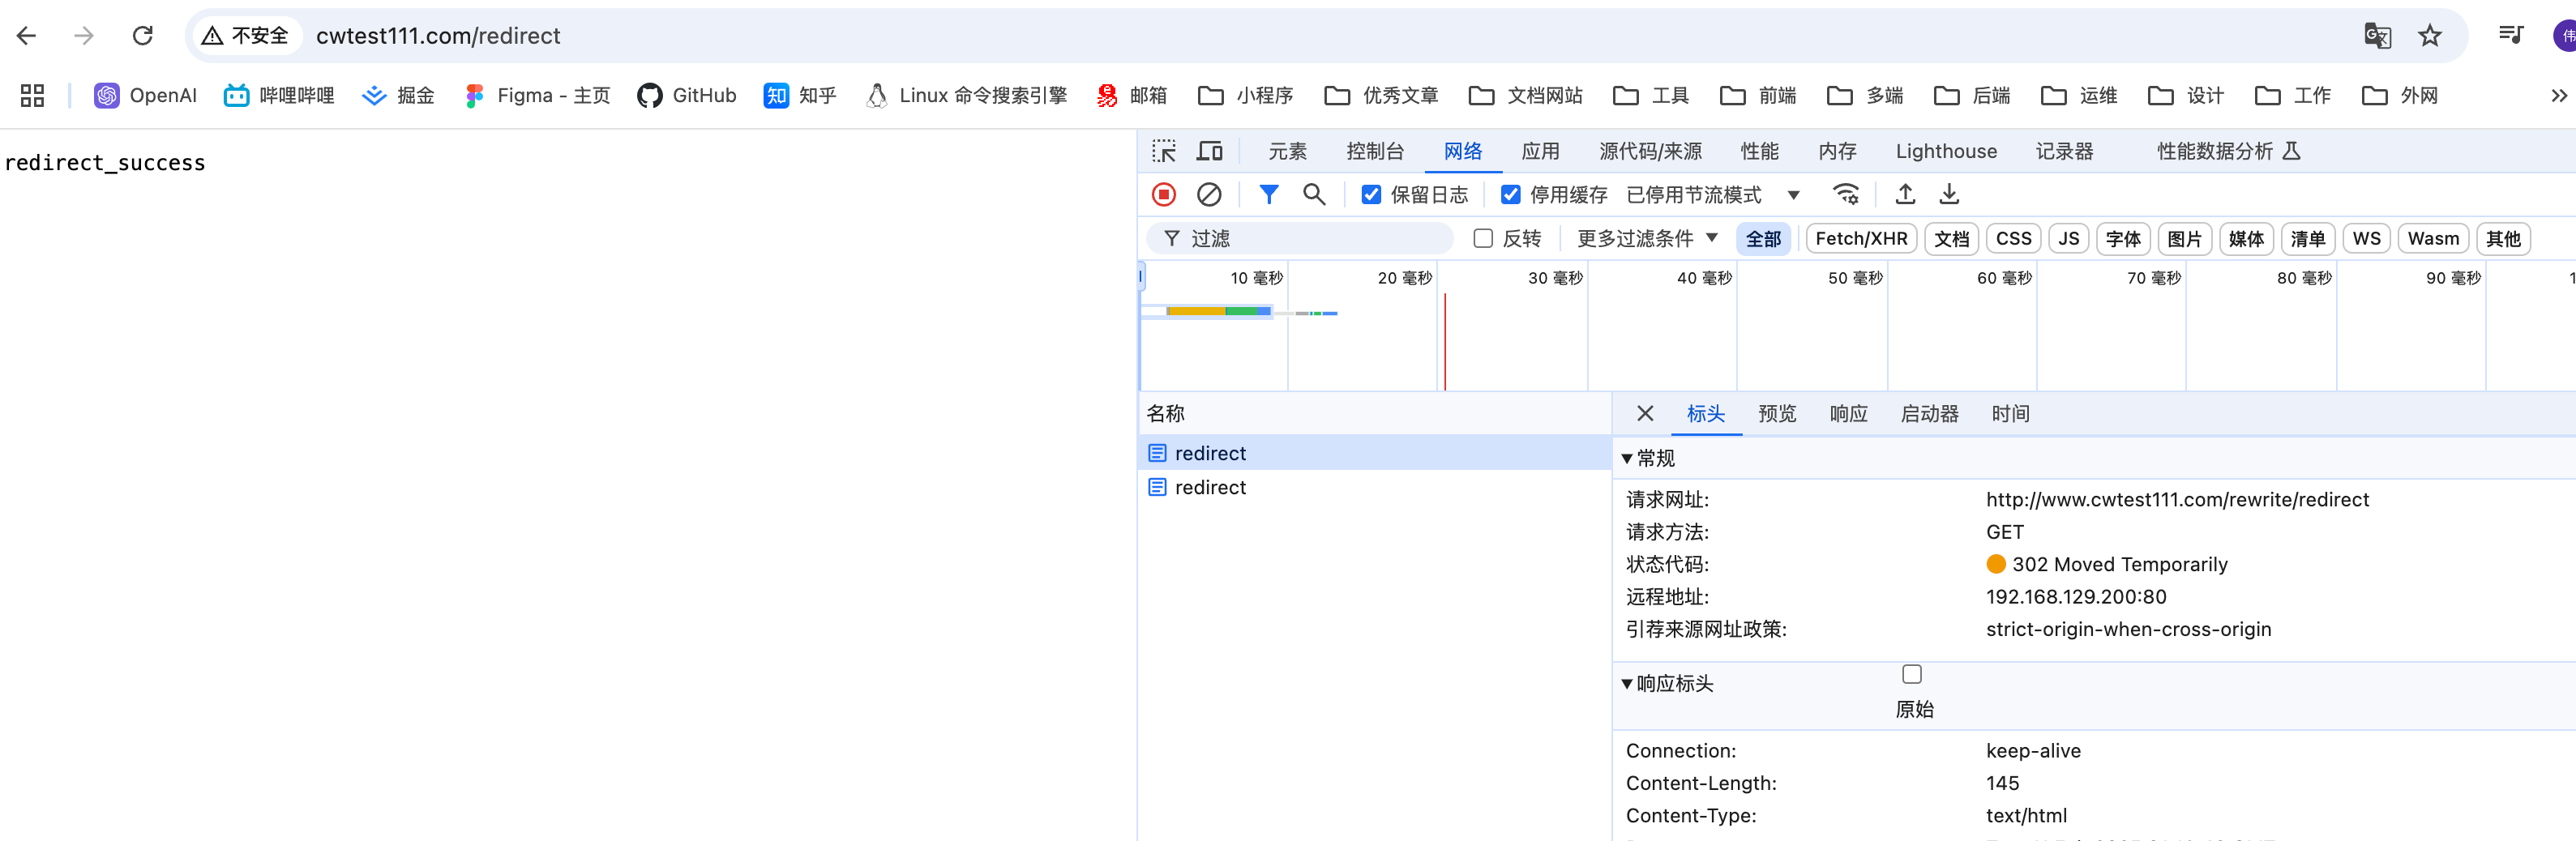 不安全 cwtest111.com/redirect 伟
OpenAI 哔哩哔哩 掘金 Figma - 主页 GitHub 知 知乎 Linux 命令搜索引擎 邮箱 小程序 优秀文章 文档网站 工具 前端 多端 后端 运维 设计 工作 外网 »
redirect_success
元素 控制台 网络 应用 源代码/来源 性能 内存 Lighthouse 记录器 性能数据分析
保留日志 停用缓存 已停用节流模式
过滤 反转 更多过滤条件 全部 Fetch/XHR 文档 CSS JS 字体 图片 媒体 清单 WS Wasm 其他
10 毫秒 20 毫秒 30 毫秒 40 毫秒 50 毫秒 60 毫秒 70 毫秒 80 毫秒 90 毫秒
名称
redirect
redirect
标头 预览 响应 启动器 时间
常规
请求网址: http://www.cwtest111.com/rewrite/redirect
请求方法: GET
状态代码: 302 Moved Temporarily
远程地址: 192.168.129.200:80
引荐来源网址政策: strict-origin-when-cross-origin
响应标头
原始
Connection: keep-alive
Content-Length: 145
Content-Type: text/html